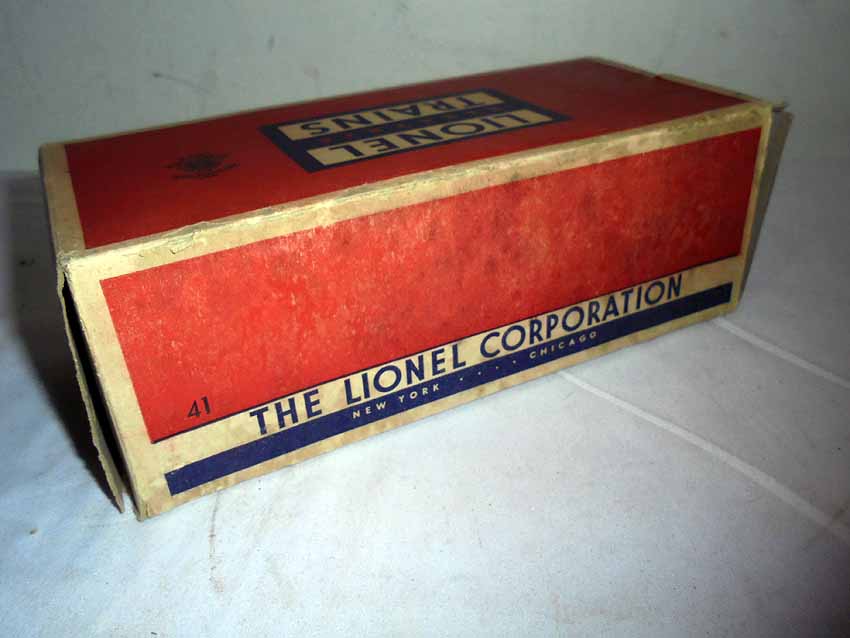 LIONEL
TRAINS
41
THE LIONEL CORPORATION
NEW YORK . . . . CHICAGO